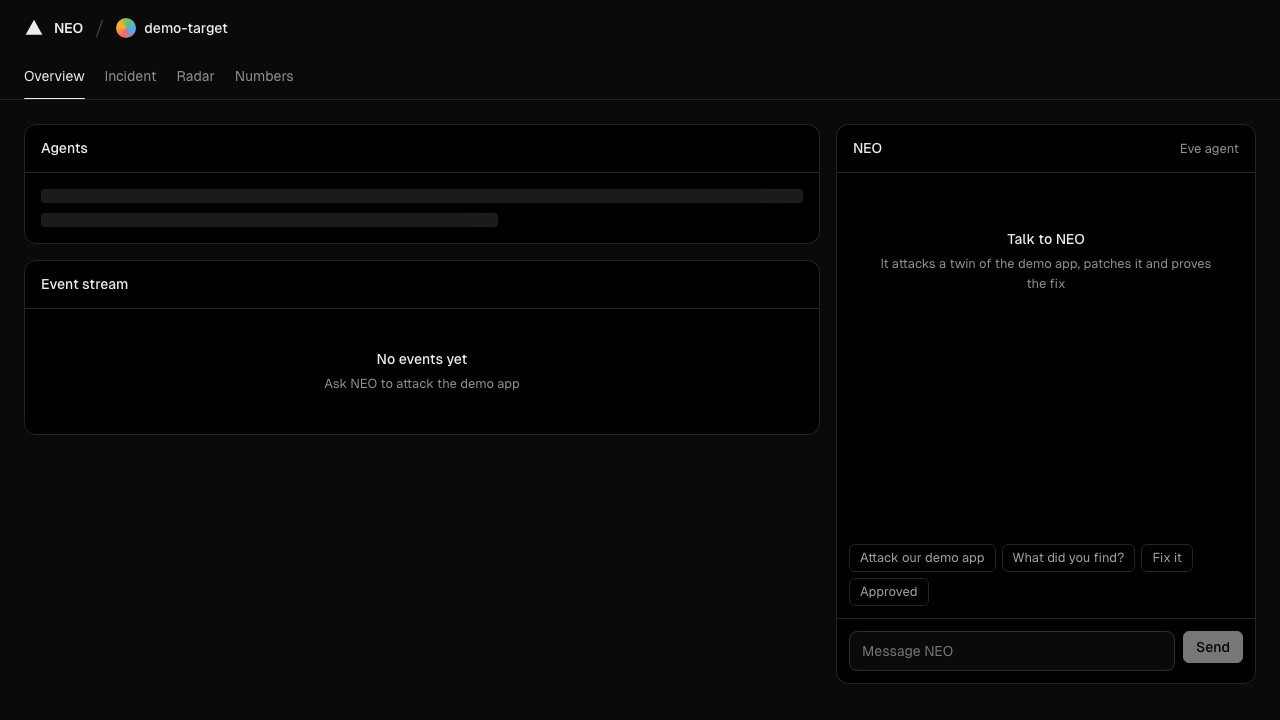 NEO / demo-target
Overview Incident Radar Numbers
Agents
Event stream
No events yet
Ask NEO to attack the demo app
NEO Eve agent
Talk to NEO
It attacks a twin of the demo app, patches it and proves
the fix
Attack our demo app What did you find? Fix it
Approved
Message NEO Send